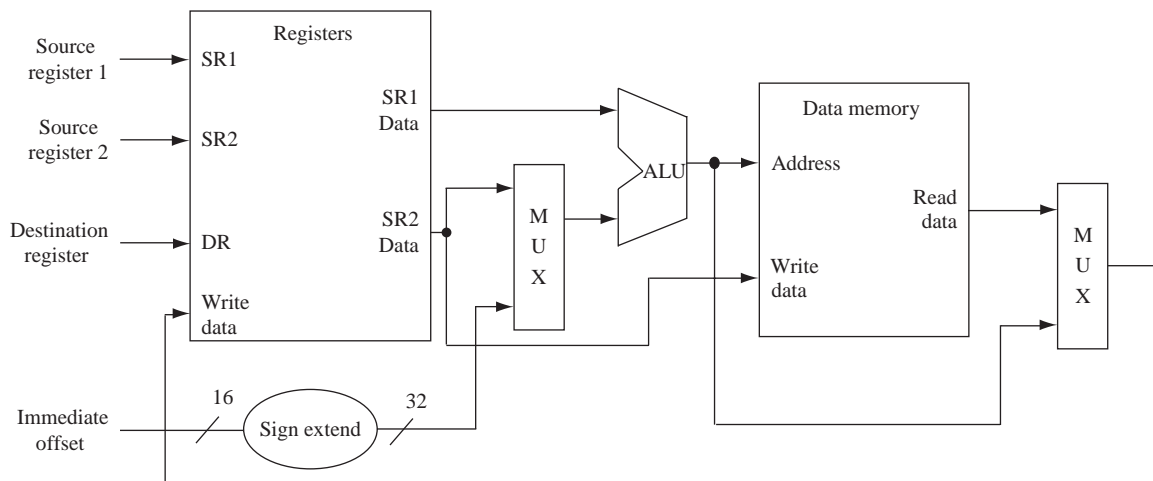 Registers
Source
register 1
SR1
Source
register 2
SR2
Destination
register
DR
Write
data
SR1
Data
SR2
Data
Immediate
offset
16
Sign extend
32
M
U
X
ALU
Data memory
Address
Read
data
Write
data
M
U
X